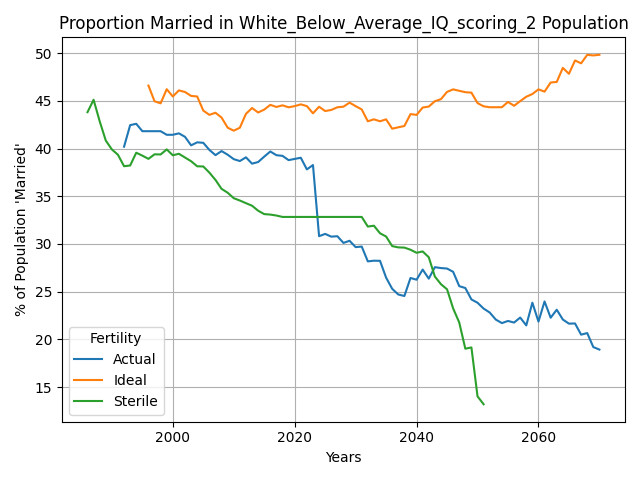 Proportion Married in White_Below_Average_IQ_scoring_2 Population
% of Population 'Married'
50
45
40
35
30
25
20
15
Fertility
Actual
Ideal
Sterile
2000
2020
2040
2060
Years